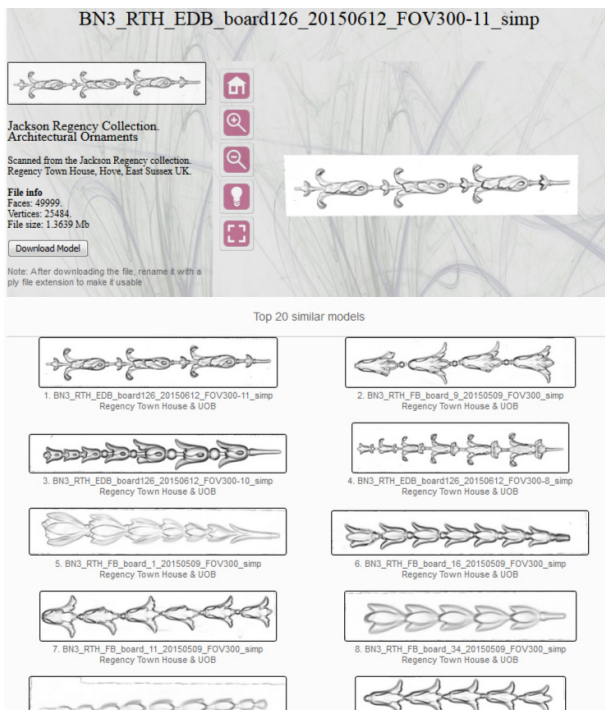 BN3_RTH_EDB_board126_20150612_FOV300-11_simp
Jackson Regency Collection.
Architectural Ornaments
Scanned from the Jackson Regency collection.
Regency Town House, Hove, East Sussex UK.
File info
Faces: 49999.
Vertices: 25484.
File size: 1.3639 Mb
Download Model
Note: After downloading the file, rename it with a
ply file extension to make it usable
Top 20 similar models
1. BN3_RTH_EDB_board126_20150612_FOV300-11_simp
Regency Town House & UOB
2. BN3_RTH_FB_board_9_20150509_FOV300_simp
Regency Town House & UOB
3. BN3_RTH_EDB_board126_20150612_FOV300-10_simp
Regency Town House & UOB
4. BN3_RTH_EDB_board126_20150612_FOV300-8_simp
Regency Town House & UOB
5. BN3_RTH_FB_board_1_20150509_FOV300_simp
Regency Town House & UOB
6. BN3_RTH_FB_board_16_20150509_FOV300_simp
Regency Town House & UOB
7. BN3_RTH_FB_board_11_20150509_FOV300_simp
Regency Town House & UOB
8. BN3_RTH_FB_board_34_20150509_FOV300_simp
Regency Town House & UOB